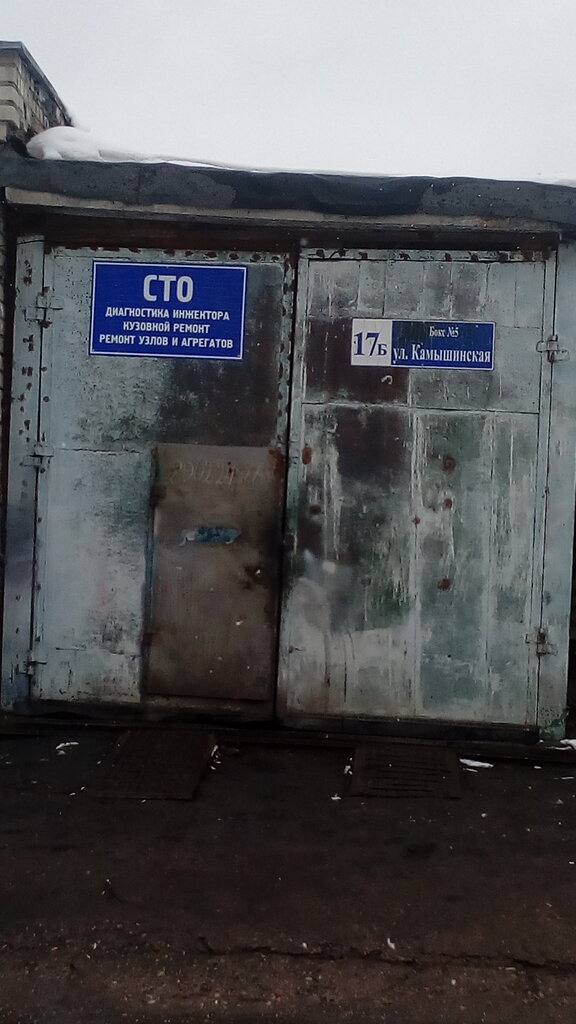 СТО
ДИАГНОСТИКА ИНЖЕКТОРА
КУЗОВНОЙ РЕМОНТ
РЕМОНТ УЗЛОВ И АГРЕГАТОВ
17Б
Бокс №5
ул. Камышинская